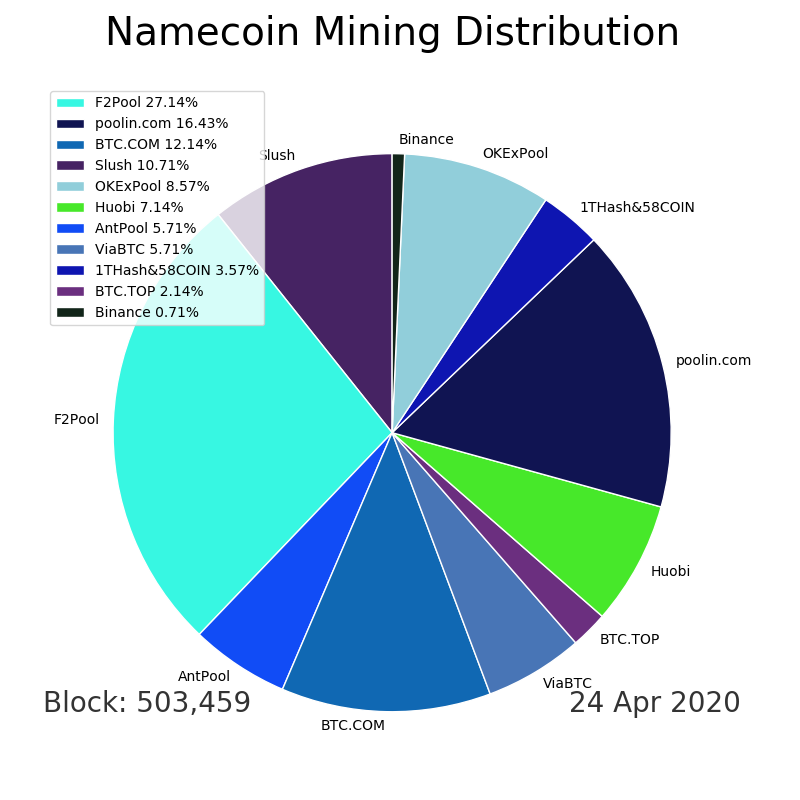 Namecoin Mining Distribution
F2Pool 27.14%
poolin.com 16.43%
BTC.COM 12.14%
Slush 10.71%
OKExPool 8.57%
Huobi 7.14%
AntPool 5.71%
ViaBTC 5.71%
1THash&58COIN 3.57%
BTC.TOP 2.14%
Binance 0.71%
Slush
Binance
OKExPool
1THash&58COIN
poolin.com
F2Pool
Huobi
BTC.TOP
AntPool
ViaBTC
BTC.COM
Block: 503,459
24 Apr 2020